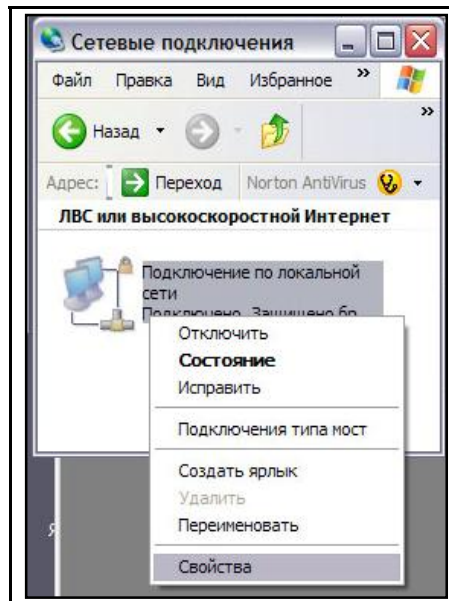 Сетевые подключения
Файл Правка Вид Избранное »
Назад »
Адрес: Переход Norton AntiVirus
ЛВС или высокоскоростной Интернет
Подключение по локальной
сети
Подключено, Защищено бр
Отключить
Состояние
Исправить
Подключения типа мост
Создать ярлык
Удалить
Переименовать
Я
Свойства